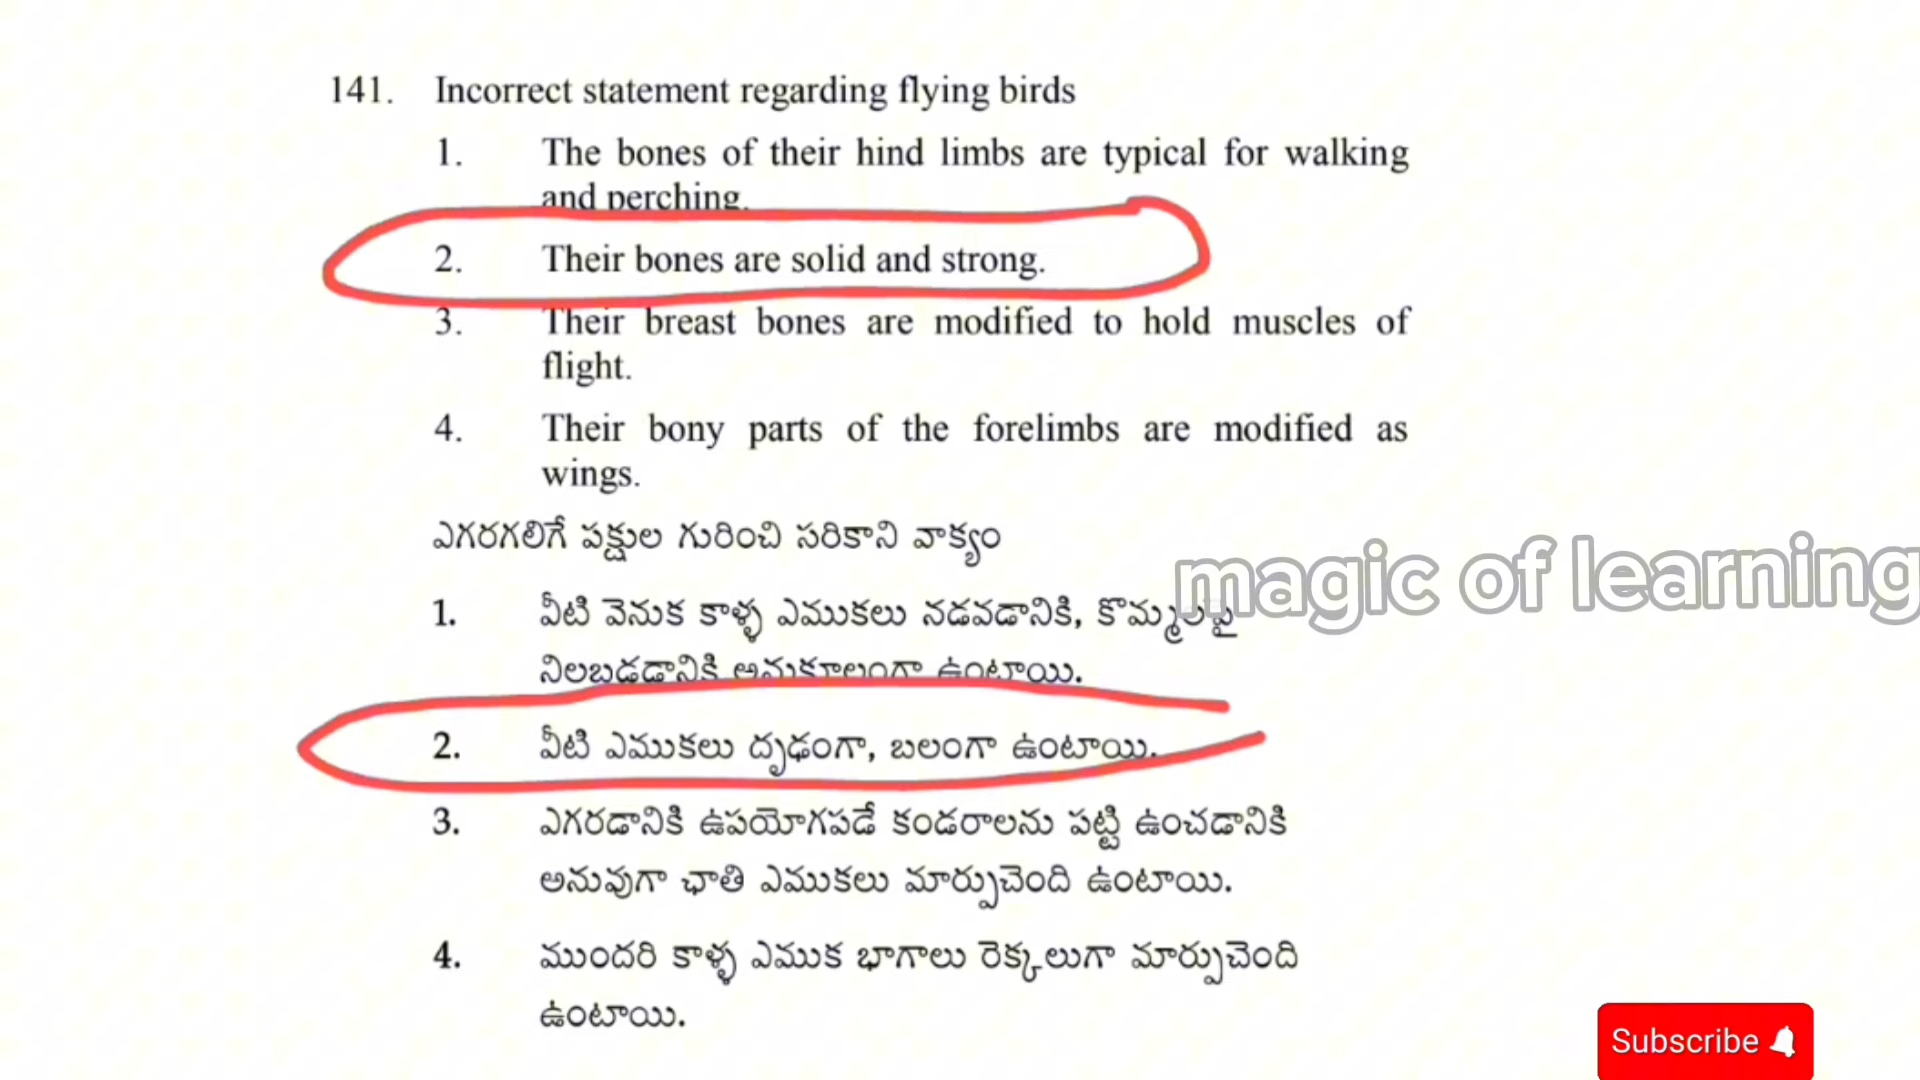 141. Incorrect statement regarding flying birds
1. The bones of their hind limbs are typical for walking
and perching.
2. Their bones are solid and strong.
3. Their breast bones are modified to hold muscles of
flight.
4. Their bony parts of the forelimbs are modified as
wings.
ఎగరగలిగే పక్షుల గురించి సరికాని వాక్యం
magic of learning
1. వీటి వెనుక కాళ్ళ ఎముకలు నడవడానికి, కొమ్మలపై
నిలబడడానికి అనుకూలంగా ఉంటాయి.
2. వీటి ఎముకలు దృఢంగా, బలంగా ఉంటాయి.
3. ఎగరడానికి ఉపయోగపడే కండరాలను పట్టి ఉంచడానికి
అనువుగా ఛాతి ఎముకలు మార్పుచెంది ఉంటాయి.
4. ముందరి కాళ్ళ ఎముక భాగాలు రెక్కలుగా మార్పుచెంది
ఉంటాయి.
Subscribe